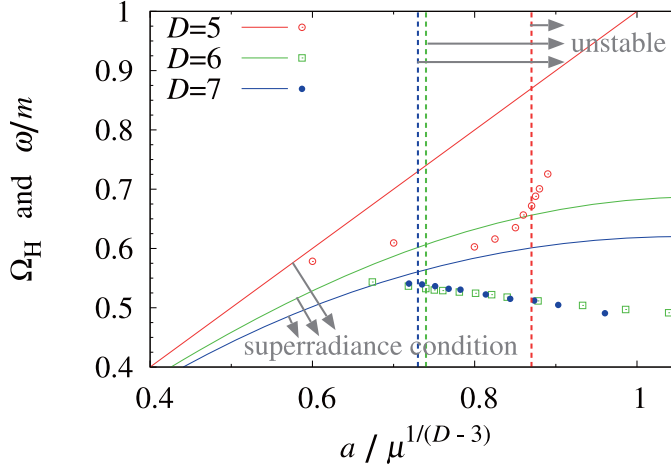 1
0.9
0.8
0.7
0.6
0.5
0.4
Ω_H and ω/m
D=5
D=6
D=7
unstable
superradiance condition
0.4
0.6
0.8
1
a / μ^{1/(D - 3)}